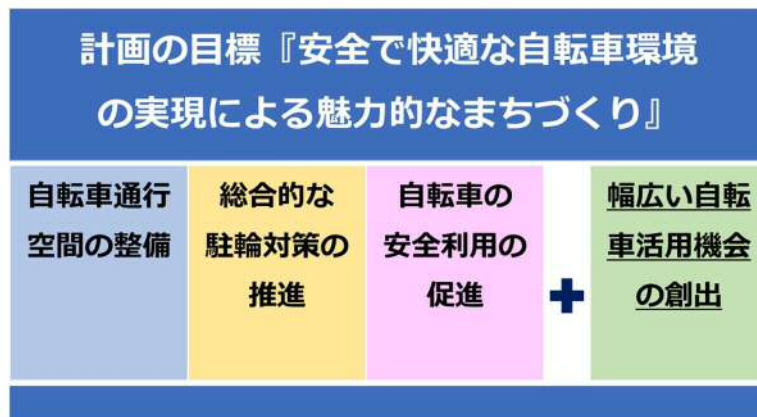 計画の目標『安全で快適な自転車環境
の実現による魅力的なまちづくり』
自転車通行
空間の整備
総合的な
駐輪対策の
推進
自転車の
安全利用の
促進
幅広い自転
車活用機会
の創出